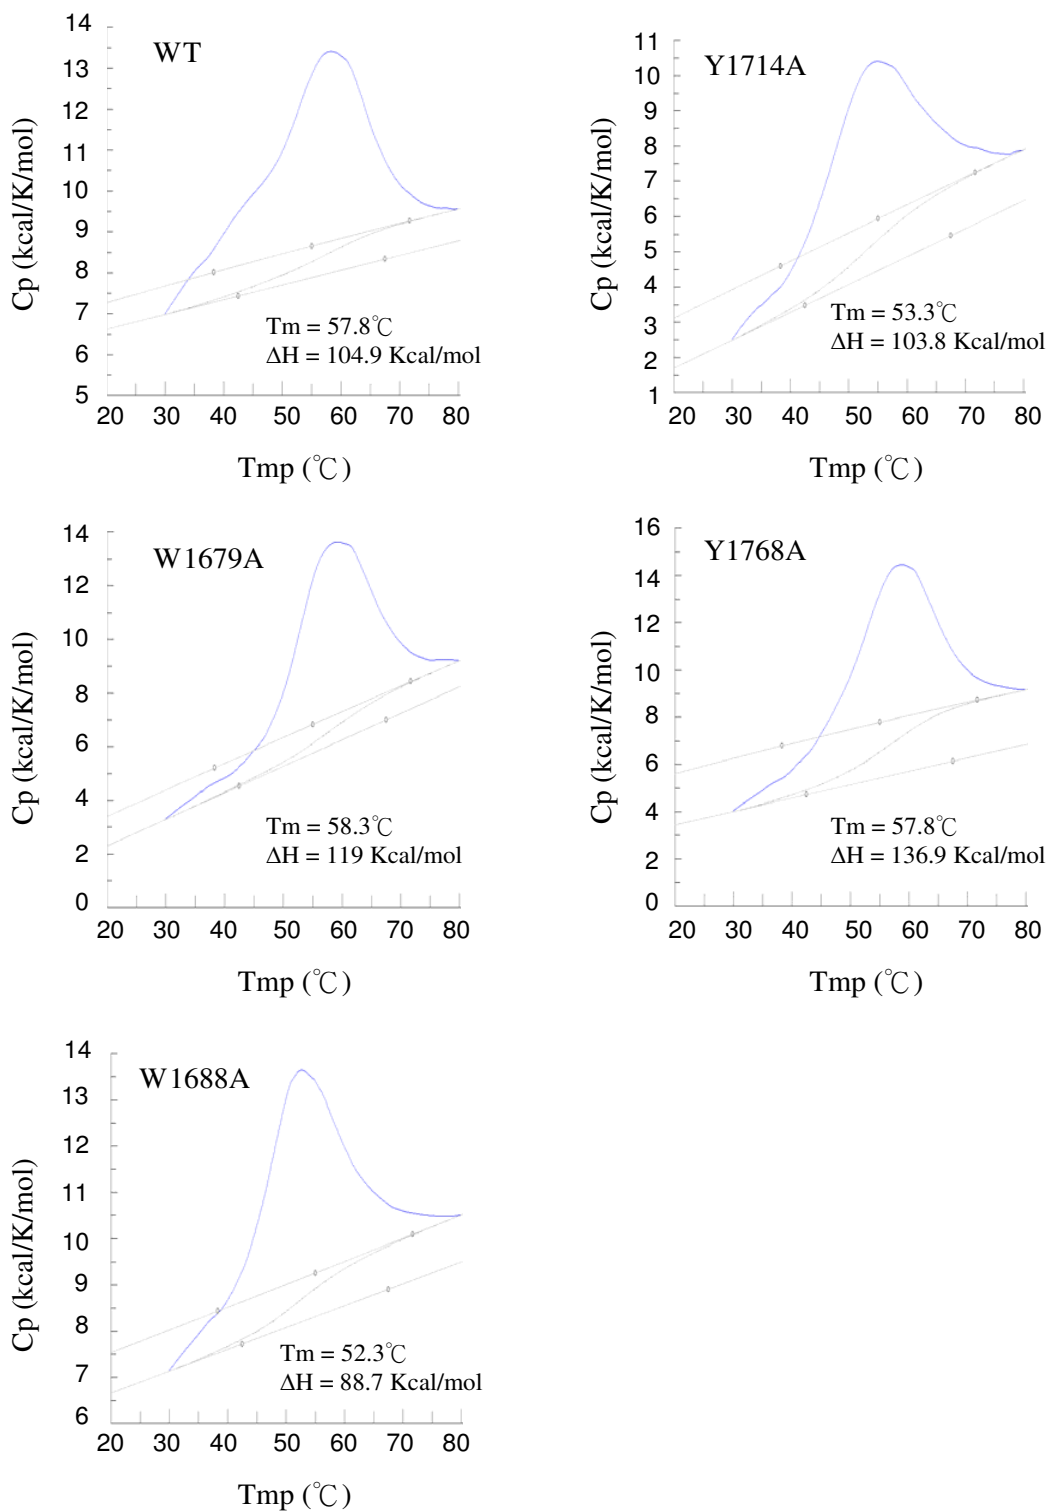 WT
Cp (kcal/K/mol)
14
13
12
11
10
9
8
7
6
5
Tm = 57.8℃
ΔH = 104.9 Kcal/mol
20 30 40 50 60 70 80
Tmp (℃)
Y1714A
Cp (kcal/K/mol)
11
10
9
8
7
6
5
4
3
2
1
Tm = 53.3℃
ΔH = 103.8 Kcal/mol
20 30 40 50 60 70 80
Tmp (℃)
W1679A
Cp (kcal/K/mol)
14
12
10
8
6
4
2
0
Tm = 58.3℃
ΔH = 119 Kcal/mol
20 30 40 50 60 70 80
Tmp (℃)
Y1768A
Cp (kcal/K/mol)
16
14
12
10
8
6
4
2
0
Tm = 57.8℃
ΔH = 136.9 Kcal/mol
20 30 40 50 60 70 80
Tmp (℃)
W1688A
Cp (kcal/K/mol)
14
13
12
11
10
9
8
7
6
Tm = 52.3℃
ΔH = 88.7 Kcal/mol
20 30 40 50 60 70 80
Tmp (℃)